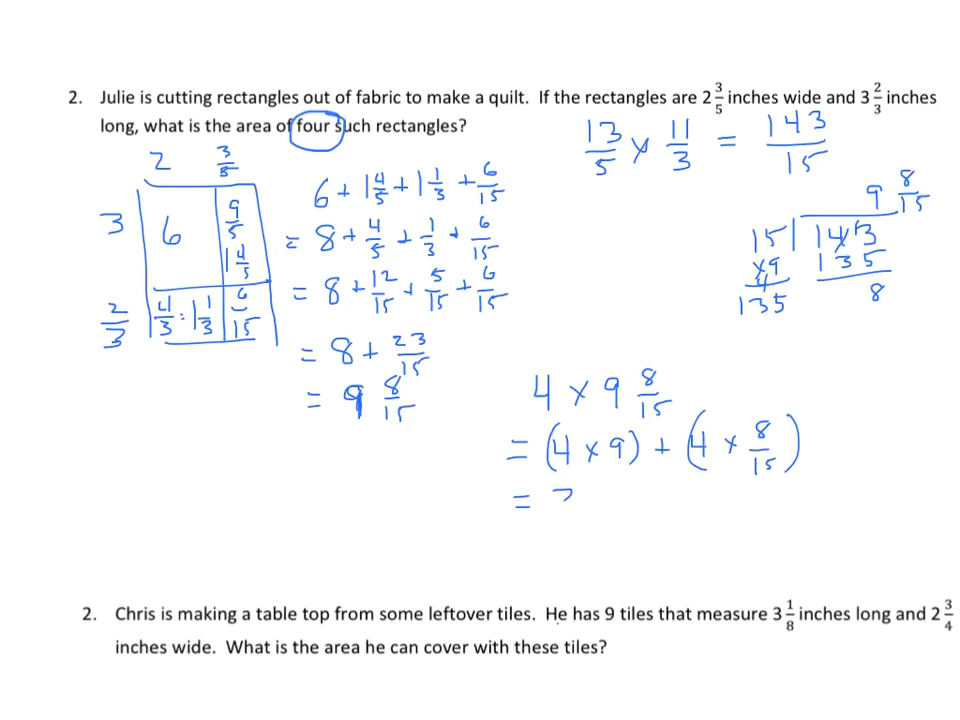 2. Julie is cutting rectangles out of fabric to make a quilt. If the rectangles are 2 3/5 inches wide and 3 2/3 inches
long, what is the area of four such rectangles?
13/5 x 11/3 = 143/15
2 3/5
3 6 9/5
1 4/5
2/3 4/3 = 1 1/3 6/15
6 + 1 4/5 + 1 1/3 + 6/15
= 8 + 4/5 + 1/3 + 6/15
= 8 + 12/15 + 5/15 + 6/15
= 8 + 23/15
= 9 8/15
9 8/15
15 143
x9 135
4 8
135
4 x 9 8/15
= (4 x 9) + (4 x 8/15)
=
2. Chris is making a table top from some leftover tiles. He has 9 tiles that measure 3 1/8 inches long and 2 3/4
inches wide. What is the area he can cover with these tiles?